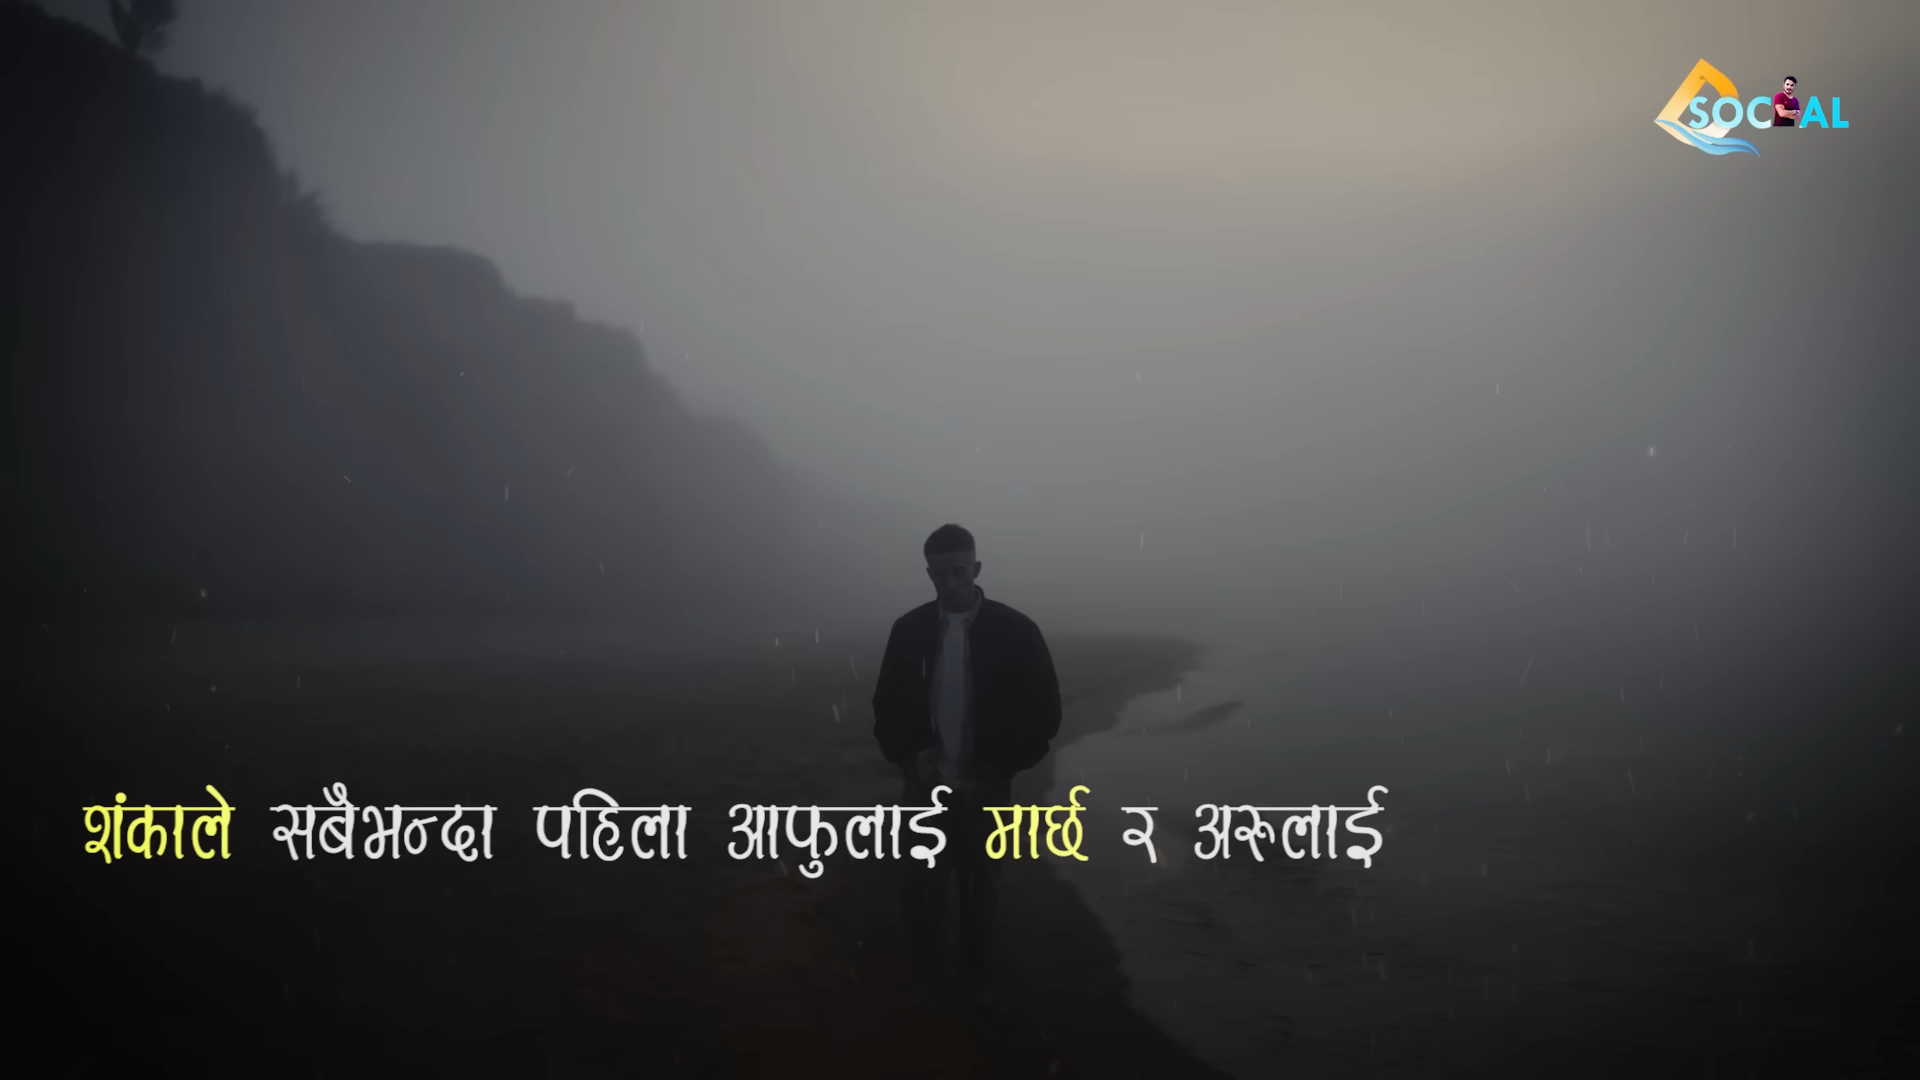 SOCIAL
शंकाले सबैभन्दा पहिला आफुलाई मार्छ र अरूलाई